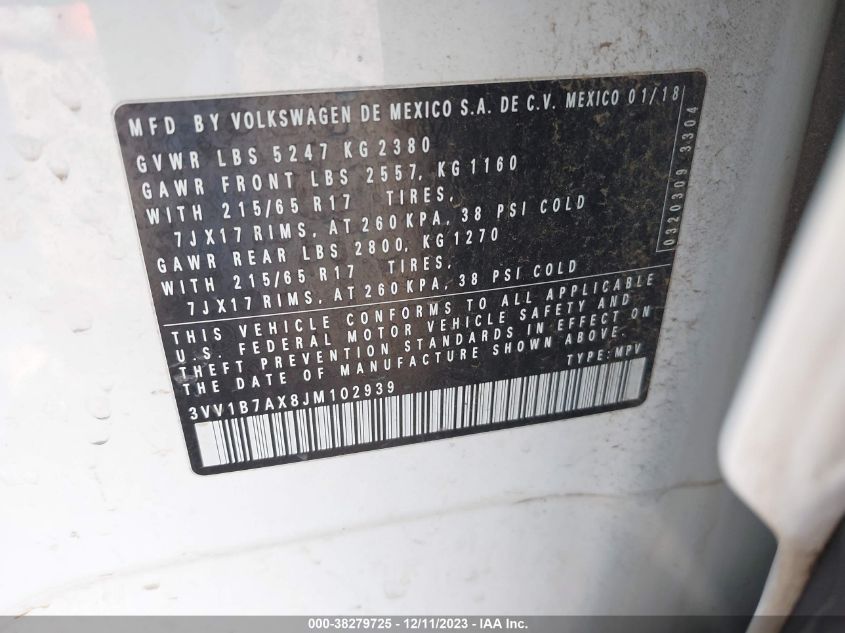 MFD BY VOLKSWAGEN DE MEXICO S.A. DE C.V. MEXICO 01/18
GVWR LBS 5247 KG 2380
GAWR FRONT LBS 2557, KG 1160
WITH 215/65 R17 TIRES,
7JX17 RIMS, AT 260 KPA, 38 PSI COLD
GAWR REAR LBS 2800, KG 1270
WITH 215/65 R17 TIRES,
7JX17 RIMS, AT 260 KPA, 38 PSI COLD
0320309 3304
THIS VEHICLE CONFORMS TO ALL APPLICABLE
U.S. FEDERAL MOTOR VEHICLE SAFETY AND
THEFT PREVENTION STANDARDS IN EFFECT ON
THE DATE OF MANUFACTURE SHOWN ABOVE.
TYPE: MPV
3VV1B7AX8JM102939
000-38279725 - 12/11/2023 - IAA Inc.